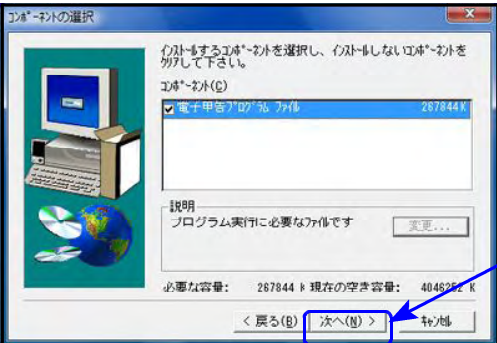 コンポーネントの選択
インストールするコンポーネントを選択し、インストールしないコンポーネントを
クリアして下さい。
コンポーネント(C)
電子申告プログラム ファイル 267844 K
説明
プログラム実行に必要なファイルです
変更...
必要な容量: 267844 K 現在の空き容量: 4046252 K
< 戻る(B) 次へ(N) > キャンセル